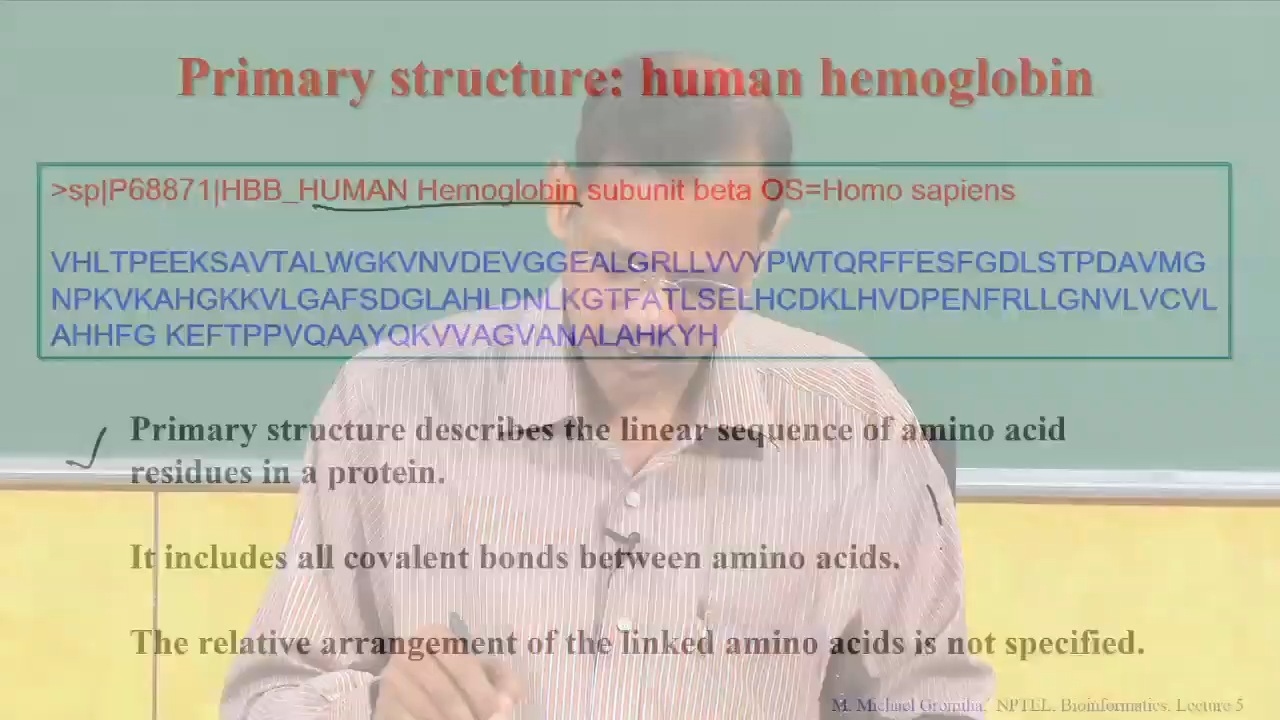 Primary structure: human hemoglobin
>sp|P68871|HBB_HUMAN Hemoglobin subunit beta OS=Homo sapiens
VHLTPEEKSAVTALWGKVNVDEVGGEALGRLLVVYPWTQRFFESFGDLSTPDAVMG
NPKVKAHGKKVLGAFSDGLAHLDNLKGTFATLSELHCDKLHVDPENFRLLGNVLVCVL
AHHFG KEFTPPVQAAYQKVVAGVANALAHKYH
Primary structure describes the linear sequence of amino acid
residues in a protein.
It includes all covalent bonds between amino acids.
The relative arrangement of the linked amino acids is not specified.
M. Michael Gromiha, NPTEL, Bioinformatics, Lecture 5